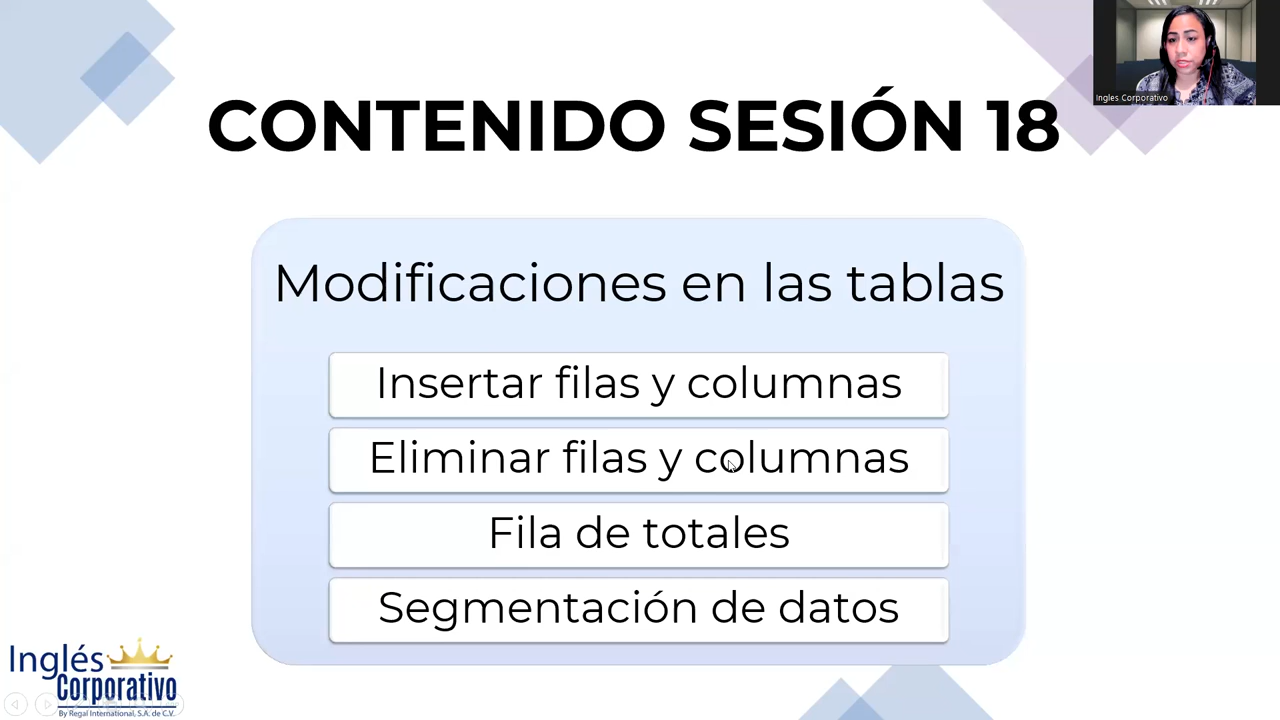 Ingles Corporativo
CONTENIDO SESIÓN 18
Modificaciones en las tablas
Insertar filas y columnas
Eliminar filas y columnas
Fila de totales
Segmentación de datos
Inglés
Corporativo
By Regal International, S.A. de C.V.